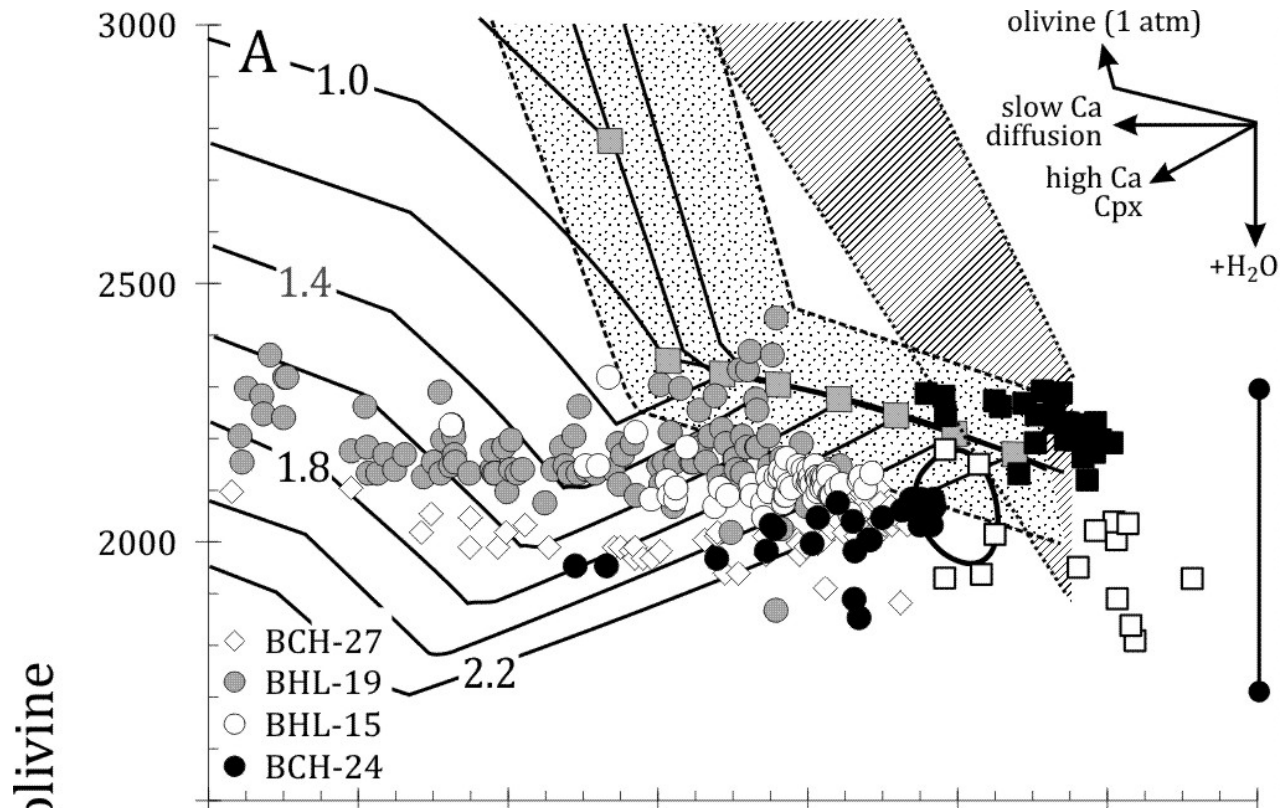 3000
A
1.0
olivine (1 atm)
slow Ca
diffusion
high Ca
Cpx
+H₂O
2500
1.4
1.8
2000
2.2
BCH-27
BHL-19
BHL-15
BCH-24
olivine